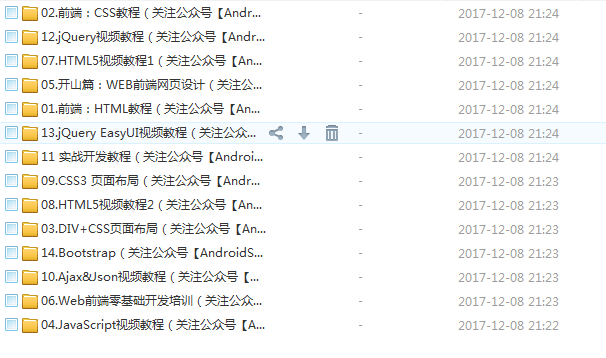 02.前端：CSS教程（关注公众号【Andr... - 2017-12-08 21:24
12.jQuery视频教程（关注公众号【Andro... - 2017-12-08 21:24
07.HTML5视频教程1（关注公众号【And... - 2017-12-08 21:24
05.开山篇：WEB前端网页设计（关注公... - 2017-12-08 21:24
01.前端：HTML教程（关注公众号【An... - 2017-12-08 21:24
13.jQuery EasyUI视频教程（关注公众... - 2017-12-08 21:24
11 实战开发教程（关注公众号【Androi... - 2017-12-08 21:24
09.CSS3 页面布局（关注公众号【Andr... - 2017-12-08 21:23
08.HTML5视频教程2（关注公众号【And... - 2017-12-08 21:23
03.DIV+CSS页面布局（关注公众号【An... - 2017-12-08 21:23
14.Bootstrap（关注公众号【AndroidS... - 2017-12-08 21:23
10.Ajax&Json视频教程（关注公众号【A... - 2017-12-08 21:23
06.Web前端零基础开发培训（关注公众... - 2017-12-08 21:23
04.JavaScript视频教程（关注公众号【A... - 2017-12-08 21:22